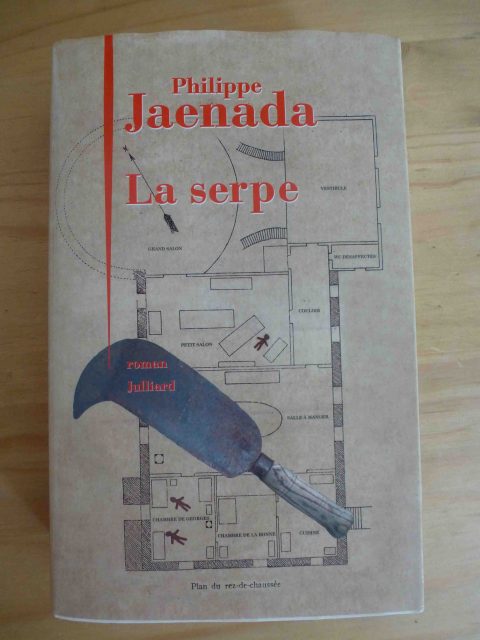 Philippe
Jaenada
La serpe
VESTIBULE
GRAND SALON
WC DÉSAFFECTÉS
COULOIR
PETIT SALON
roman
Julliard
SALLE À MANGER
CHAMBRE DE GEORGES
CHAMBRE DE LA BONNE
CUISINE
Plan du rez-de-chaussée